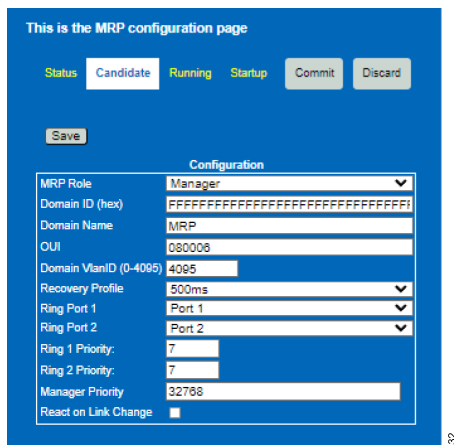 This is the MRP configuration page
Status Candidate Running Startup Commit Discard
Save
Configuration
MRP Role Manager
Domain ID (hex)
Domain Name MRP
OUI 080006
Domain VlanID (0-4095) 4095
Recovery Profile 500ms
Ring Port 1 Port 1
Ring Port 2 Port 2
Ring 1 Priority: 7
Ring 2 Priority: 7
Manager Priority 32768
React on Link Change